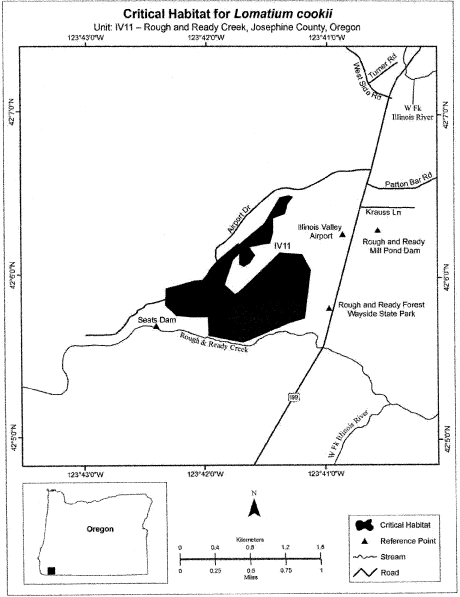 Critical Habitat for Lomatium cookii
Unit: IV11 – Rough and Ready Creek, Josephine County, Oregon
123°43'0"W 123°42'0"W 123°41'0"W
Turner Rd
West Side Rd
W Fk
Illinois River
42°7'0"N 42°7'0"N
Patton Bar Rd
Airport Dr
Krauss Ln
Illinois Valley
Airport
IV11
Rough and Ready
Mill Pond Dam
42°6'0"N 42°6'0"N
Rough and Ready Forest
Wayside State Park
Seats Dam
Rough & Ready Creek
199
W Fk Illinois River
42°5'0"N 42°5'0"N
123°43'0"W 123°42'0"W 123°41'0"W
Oregon
N
Kilometers
0 0.4 0.8 1.2 1.6
0 0.25 0.5 0.75 1
Miles
Critical Habitat
Reference Point
Stream
Road